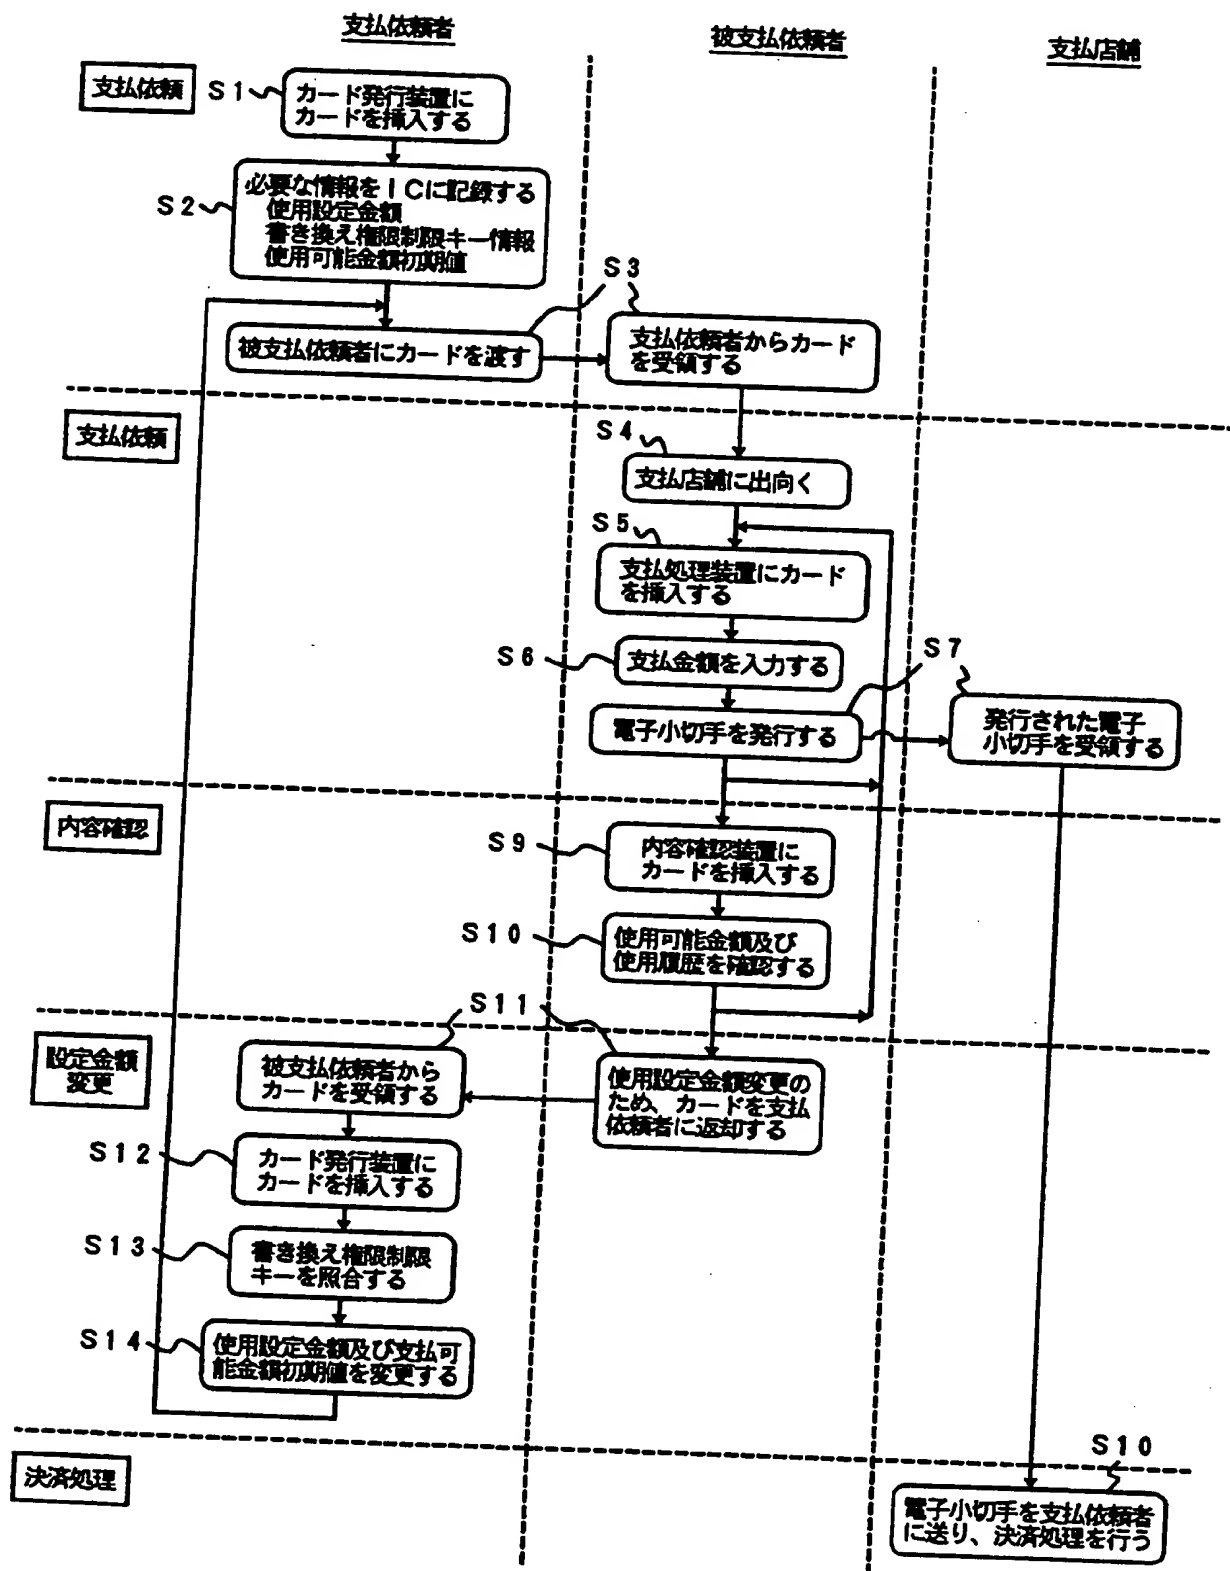 支払依頼者
被支払依頼者
支払店舗
支払依頼
S1
カード発行装置に
カードを挿入する
S2
必要な情報をICに記録する
使用設定金額
書き換え権限制限キー情報
使用可能金額初期値
S3
被支払依頼者にカードを渡す
支払依頼者からカード
を受領する
支払依頼
S4
支払店舗に出向く
S5
支払処理装置にカード
を挿入する
S6
支払金額を入力する
S7
電子小切手を発行する
発行された電子
小切手を受領する
内容確認
S9
内容確認装置に
カードを挿入する
S10
使用可能金額及び
使用履歴を確認する
S11
設定金額
変更
被支払依頼者から
カードを受領する
使用設定金額変更の
ため、カードを支払
依頼者に返却する
S12
カード発行装置に
カードを挿入する
S13
書き換え権限制限
キーを照合する
S14
使用設定金額及び支払可
能金額初期値を変更する
決済処理
S10
電子小切手を支払依頼者
に送り、決済処理を行う